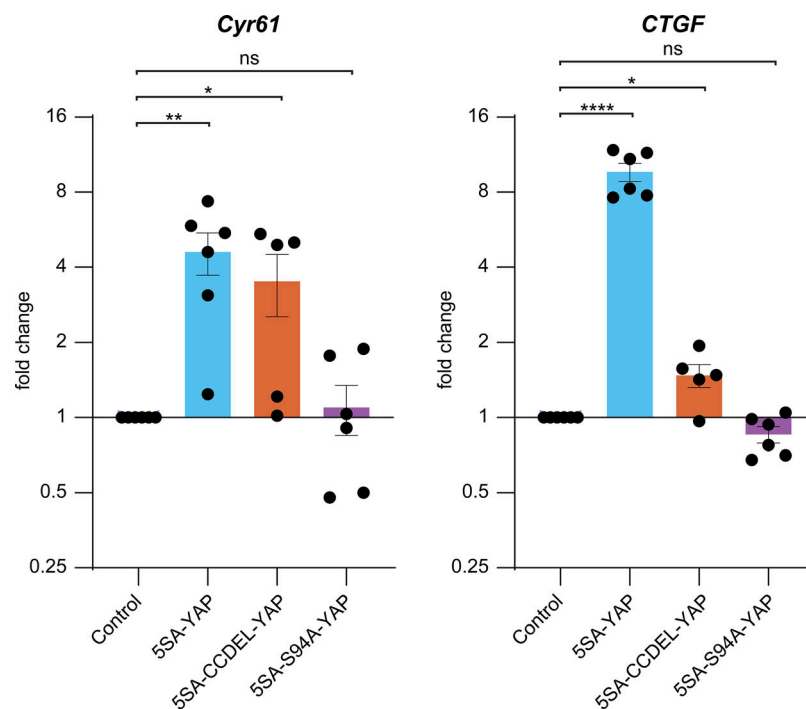 Cyr61
ns
*
**
16
8
4
2
1
0.5
0.25
fold change
Control
5SA-YAP
5SA-CCDEL-YAP
5SA-S94A-YAP
CTGF
ns
*
****
16
8
4
2
1
0.5
0.25
fold change
Control
5SA-YAP
5SA-CCDEL-YAP
5SA-S94A-YAP